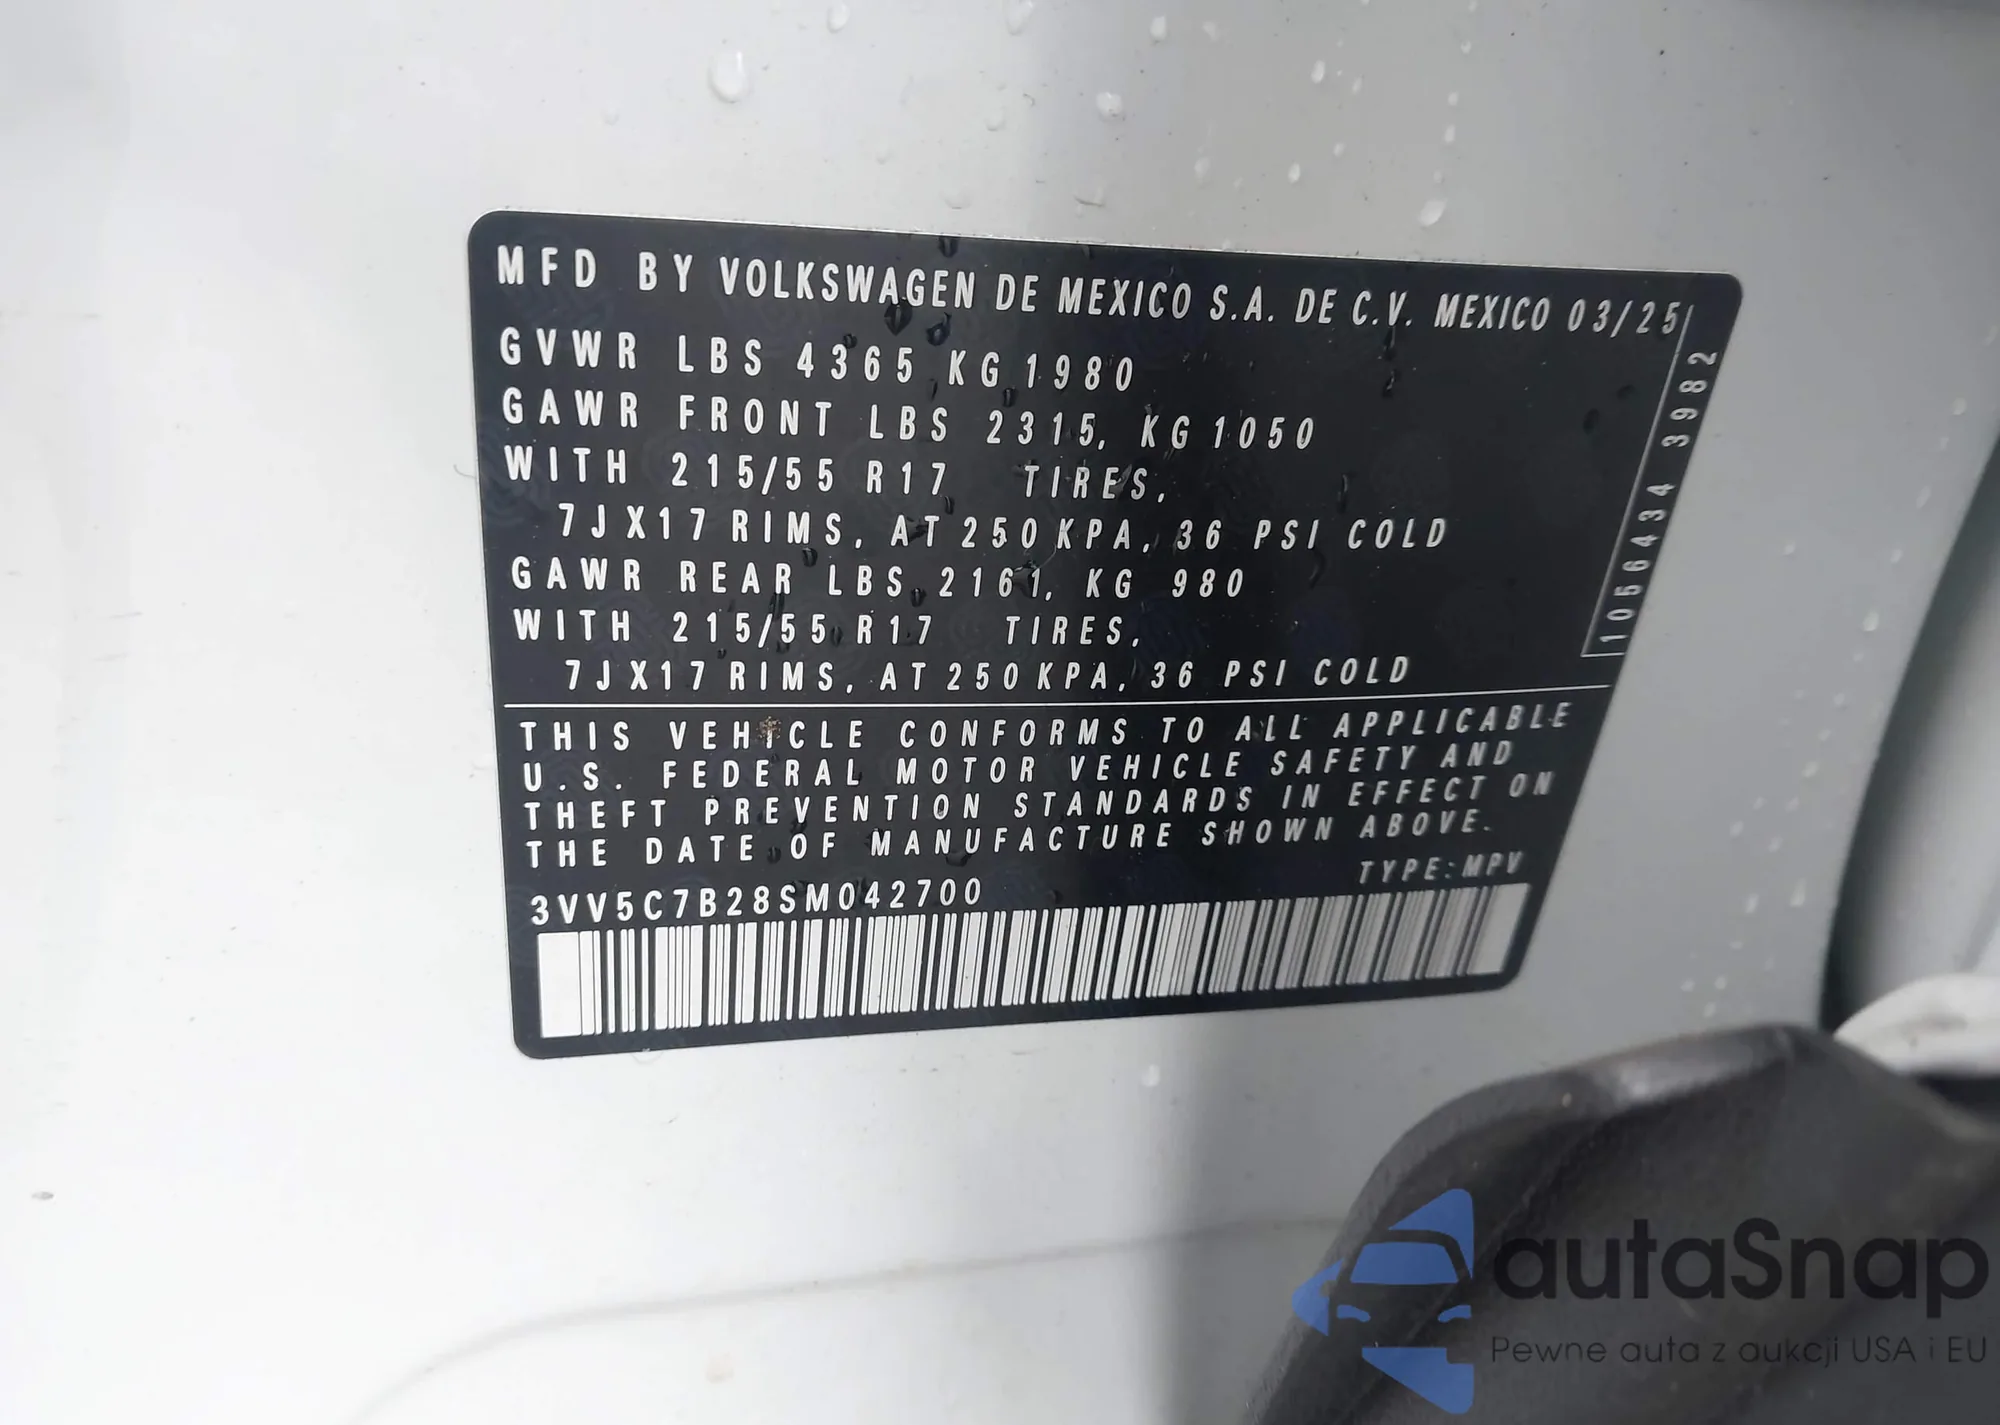 MFD BY VOLKSWAGEN DE MEXICO S.A. DE C.V. MEXICO 03/25
GVWR LBS 4365 KG 1980
GAWR FRONT LBS 2315, KG 1050
WITH 215/55 R17 TIRES,
7JX17 RIMS, AT 250 KPA, 36 PSI COLD
GAWR REAR LBS 2161, KG 980
WITH 215/55 R17 TIRES,
7JX17 RIMS, AT 250 KPA, 36 PSI COLD
1056434 3982
THIS VEHICLE CONFORMS TO ALL APPLICABLE
U.S. FEDERAL MOTOR VEHICLE SAFETY AND
THEFT PREVENTION STANDARDS IN EFFECT ON
THE DATE OF MANUFACTURE SHOWN ABOVE.
TYPE:MPV
3VV5C7B28SM042700
autaSnap
Pewne auta z aukcji USA i EU